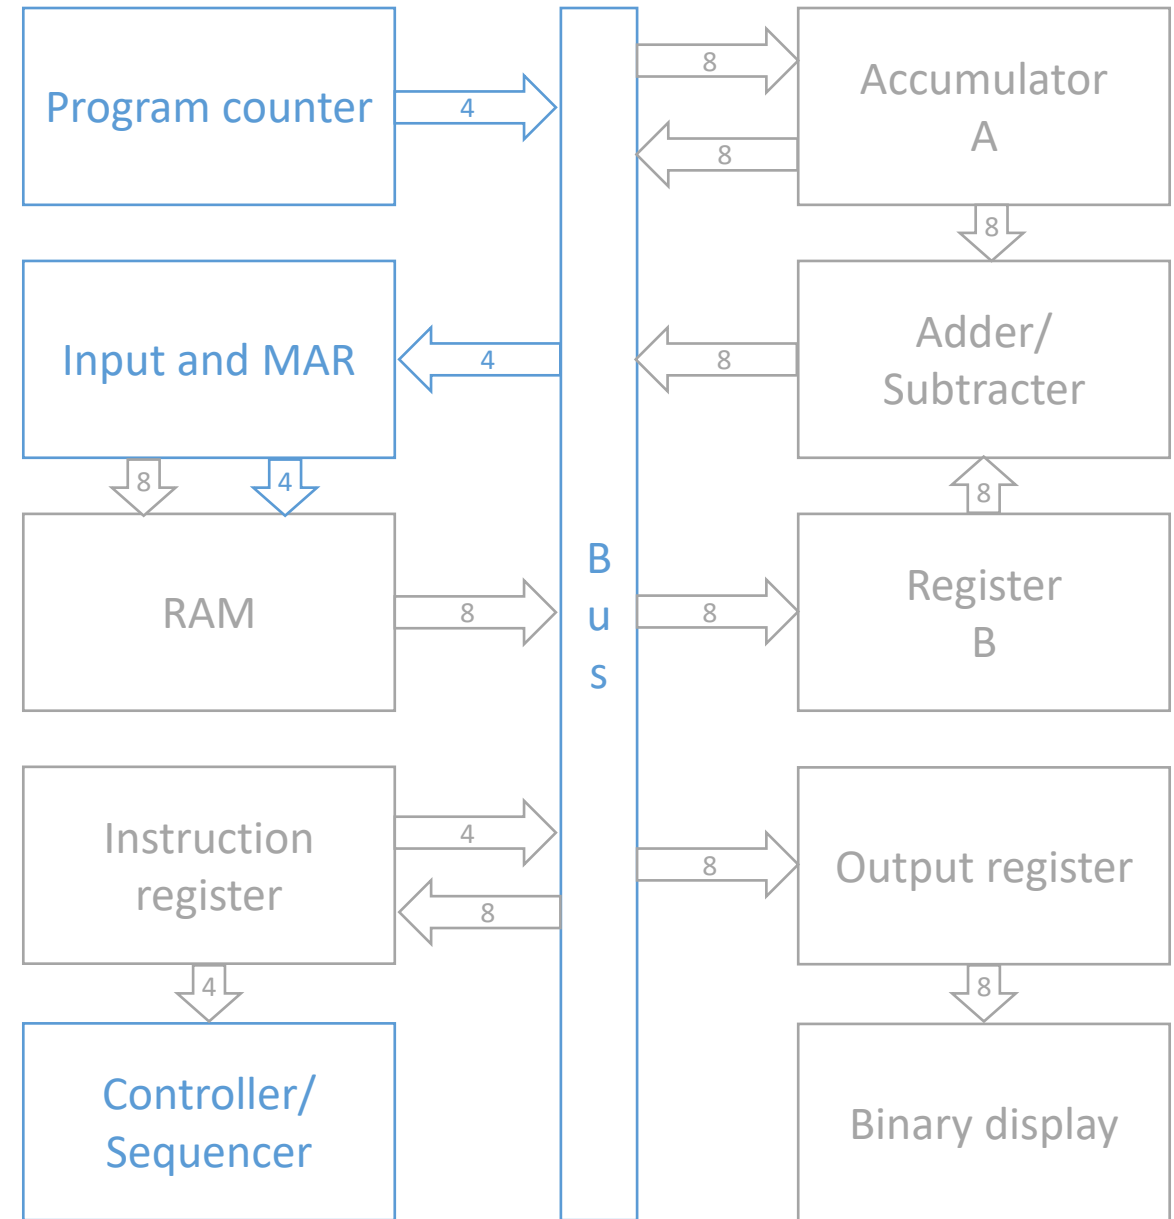 Program counter
4
Input and MAR
4
8
4
RAM
8
Instruction
register
4
8
4
Controller/
Sequencer
B
u
s
8
Accumulator
A
8
8
Adder/
Subtracter
8
8
Register
B
8
Output register
8
8
Binary display